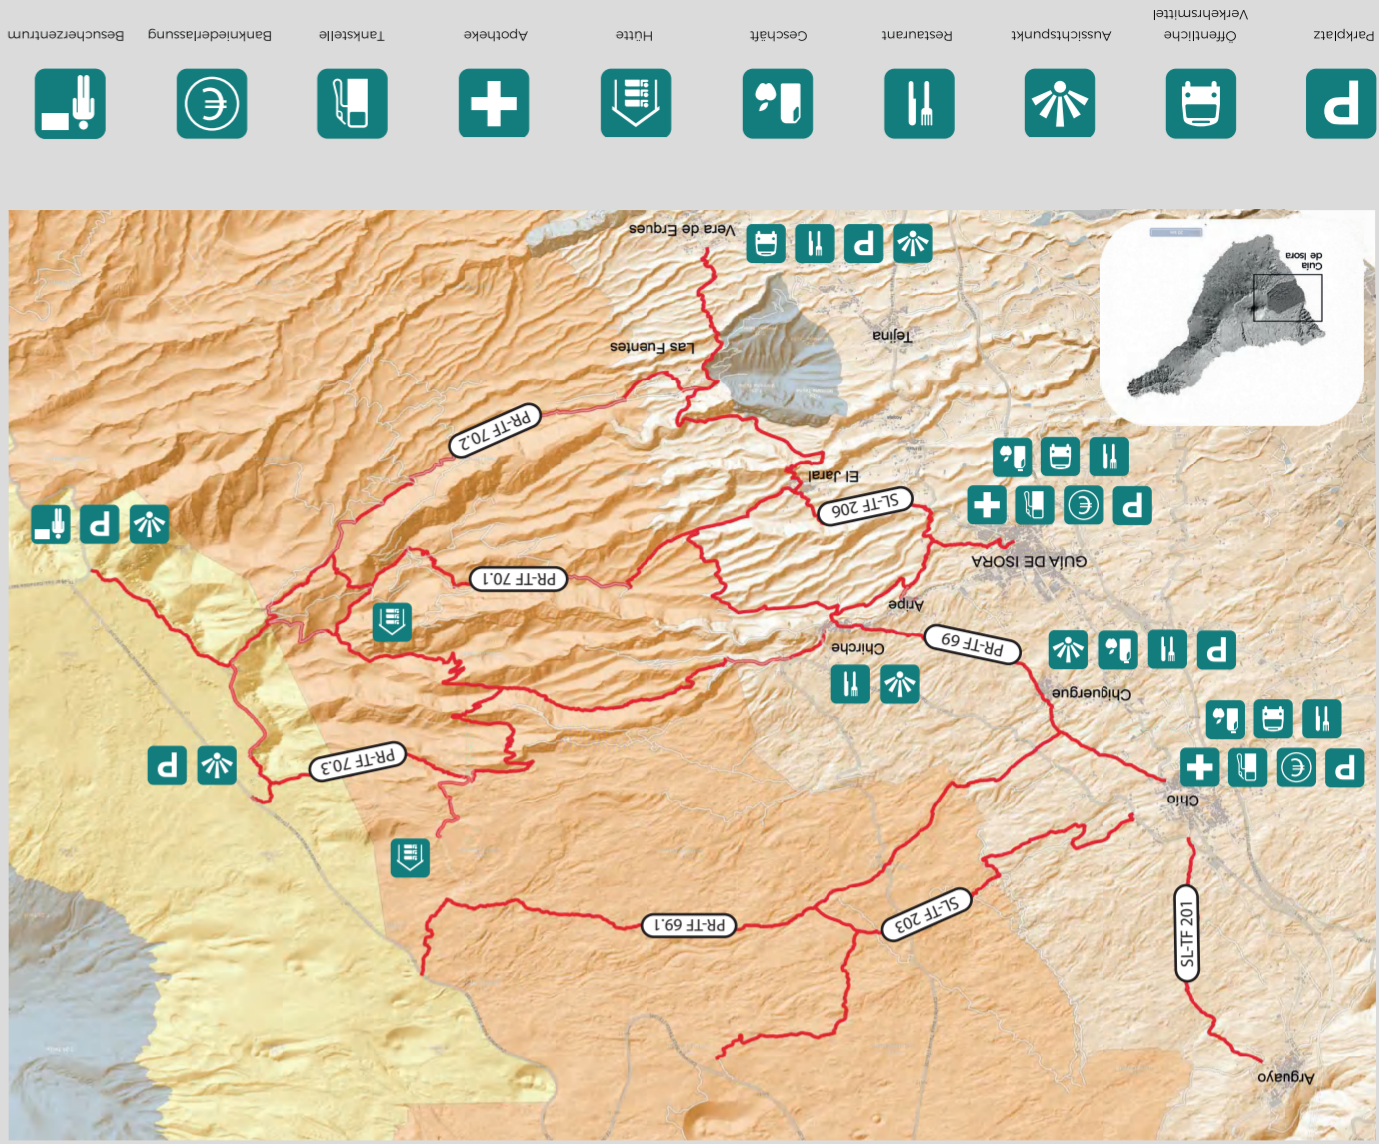 Arguayo
SL-TF 201
PR-TF 69.1
SL-TF 203
Chio
PR-TF 70.3
Chiguergue
Chirche
PR-TF 69
Aripe
PR-TF 70.1
GUÍA DE ISORA
SL-TF 206
El Jaral
PR-TF 70.2
Las Fuentes
Tejina
Guía
de Isora
Vera de Erques
P
P
P
P
P
P
P
P
Parkplatz
Öffentliche
Verkehrsmittel
Aussichtspunkt
Restaurant
Geschäft
Hütte
Apotheke
Tankstelle
€
Bankniederlassung
Besucherzentrum